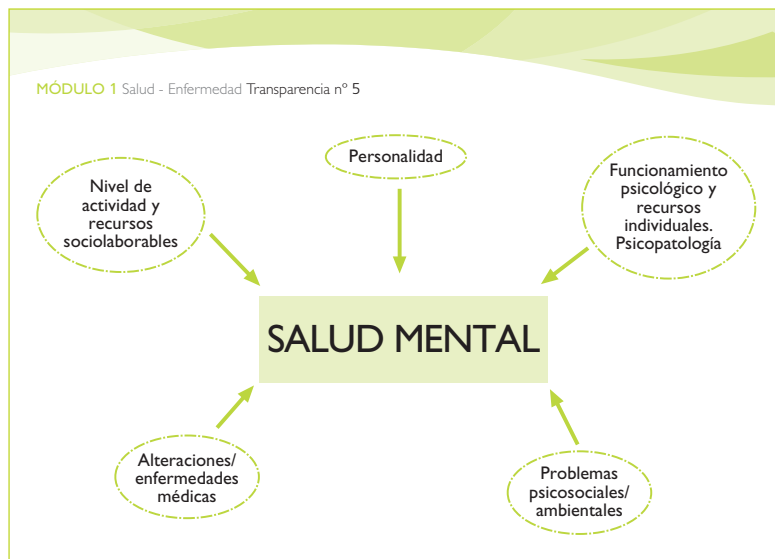 MÓDULO 1 Salud - Enfermedad Transparencia nº 5
Personalidad
Nivel de
actividad y
recursos
sociolaborables
Funcionamiento
psicológico y
recursos
individuales.
Psicopatología
SALUD MENTAL
Alteraciones/
enfermedades
médicas
Problemas
psicosociales/
ambientales